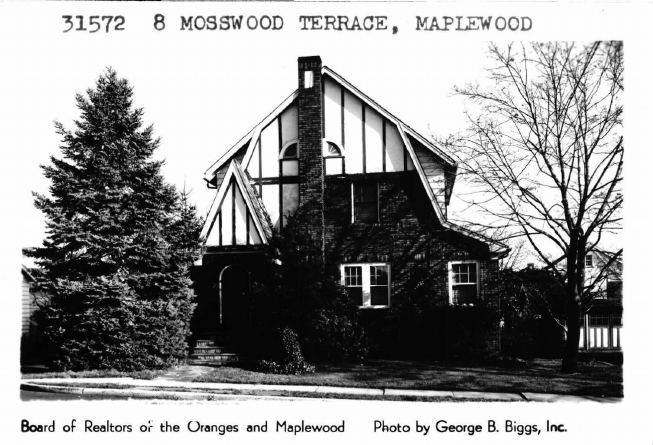 31572 8 MOSSWOOD TERRACE, MAPLEWOOD
Board of Realtors of the Oranges and Maplewood Photo by George B. Biggs, Inc.